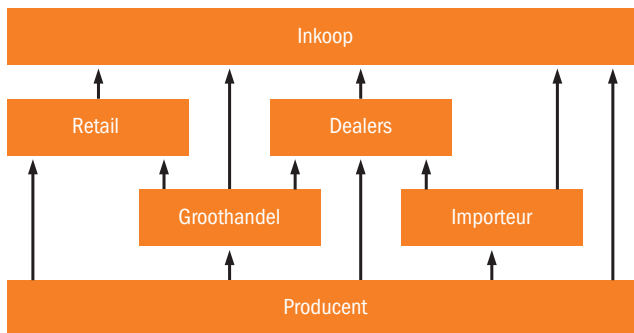 Inkoop
Retail
Dealers
Groothandel
Importeur
Producent